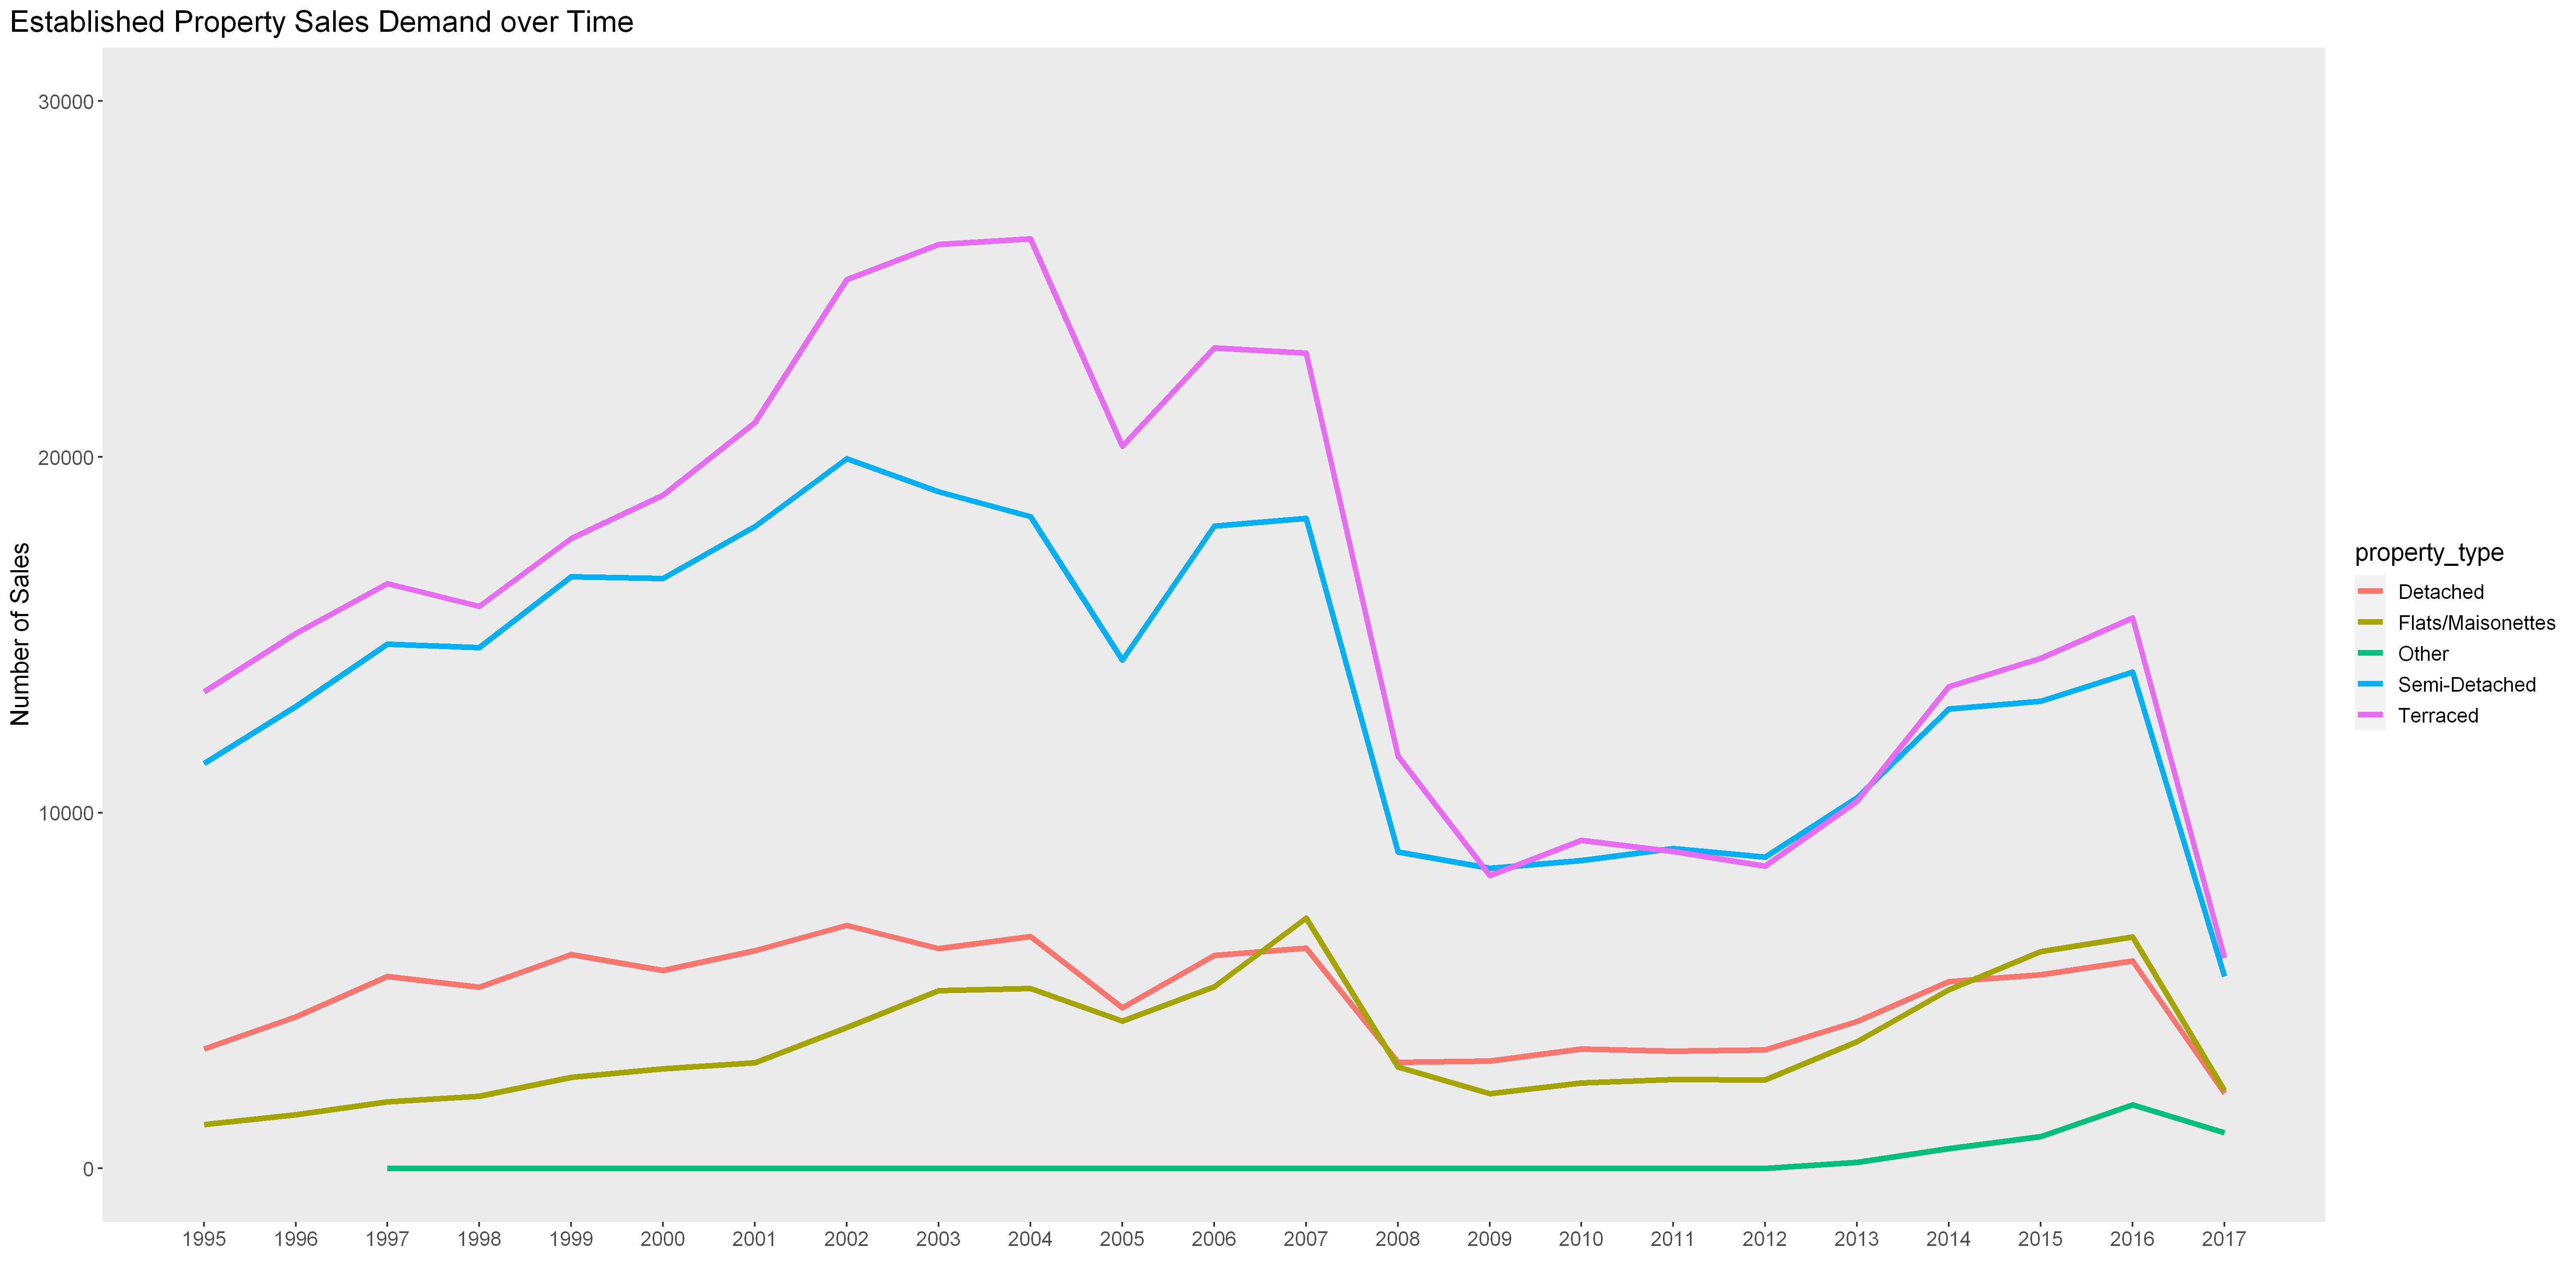 Established Property Sales Demand over Time
Number of Sales
30000
20000
10000
0
1995 1996 1997 1998 1999 2000 2001 2002 2003 2004 2005 2006 2007 2008 2009 2010 2011 2012 2013 2014 2015 2016 2017
property_type
Detached
Flats/Maisonettes
Other
Semi-Detached
Terraced